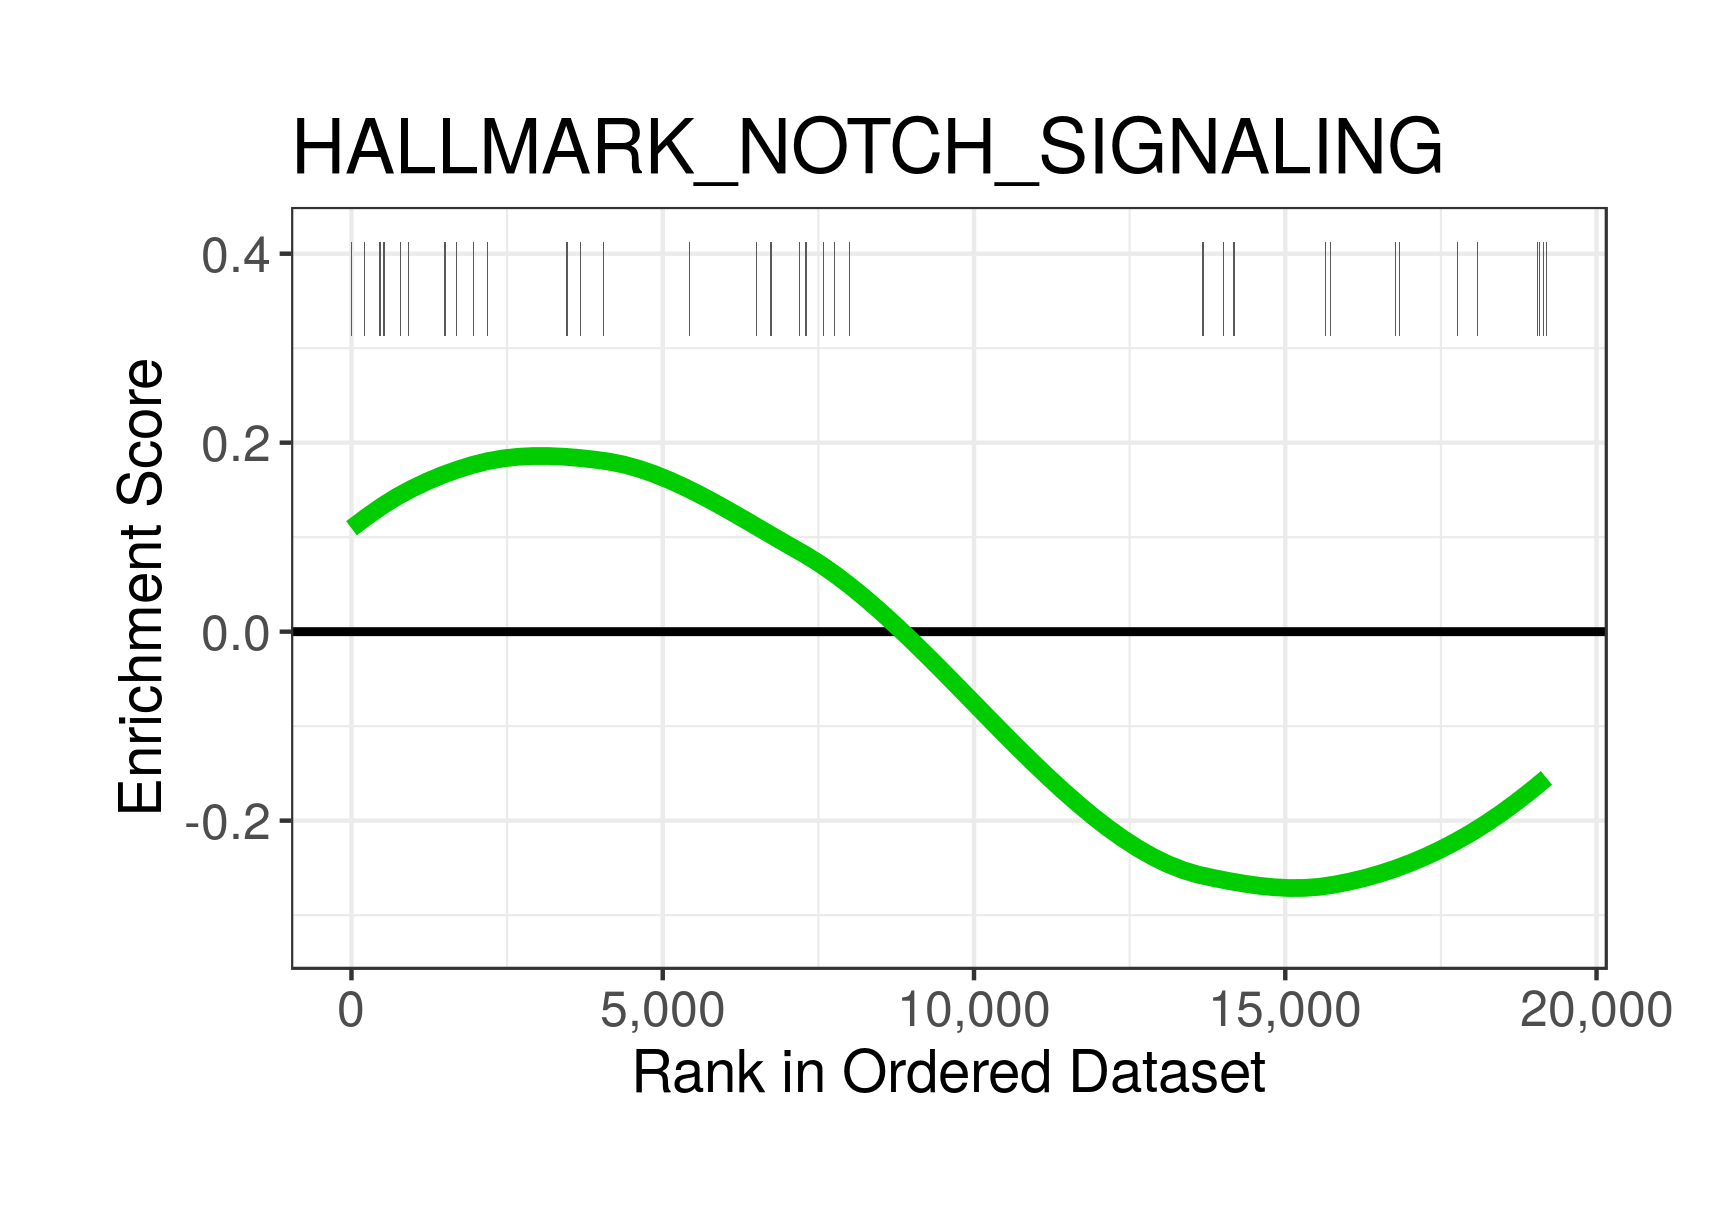 HALLMARK_NOTCH_SIGNALING
0.4
0.2
0.0
-0.2
Enrichment Score
0 5,000 10,000 15,000 20,000
Rank in Ordered Dataset